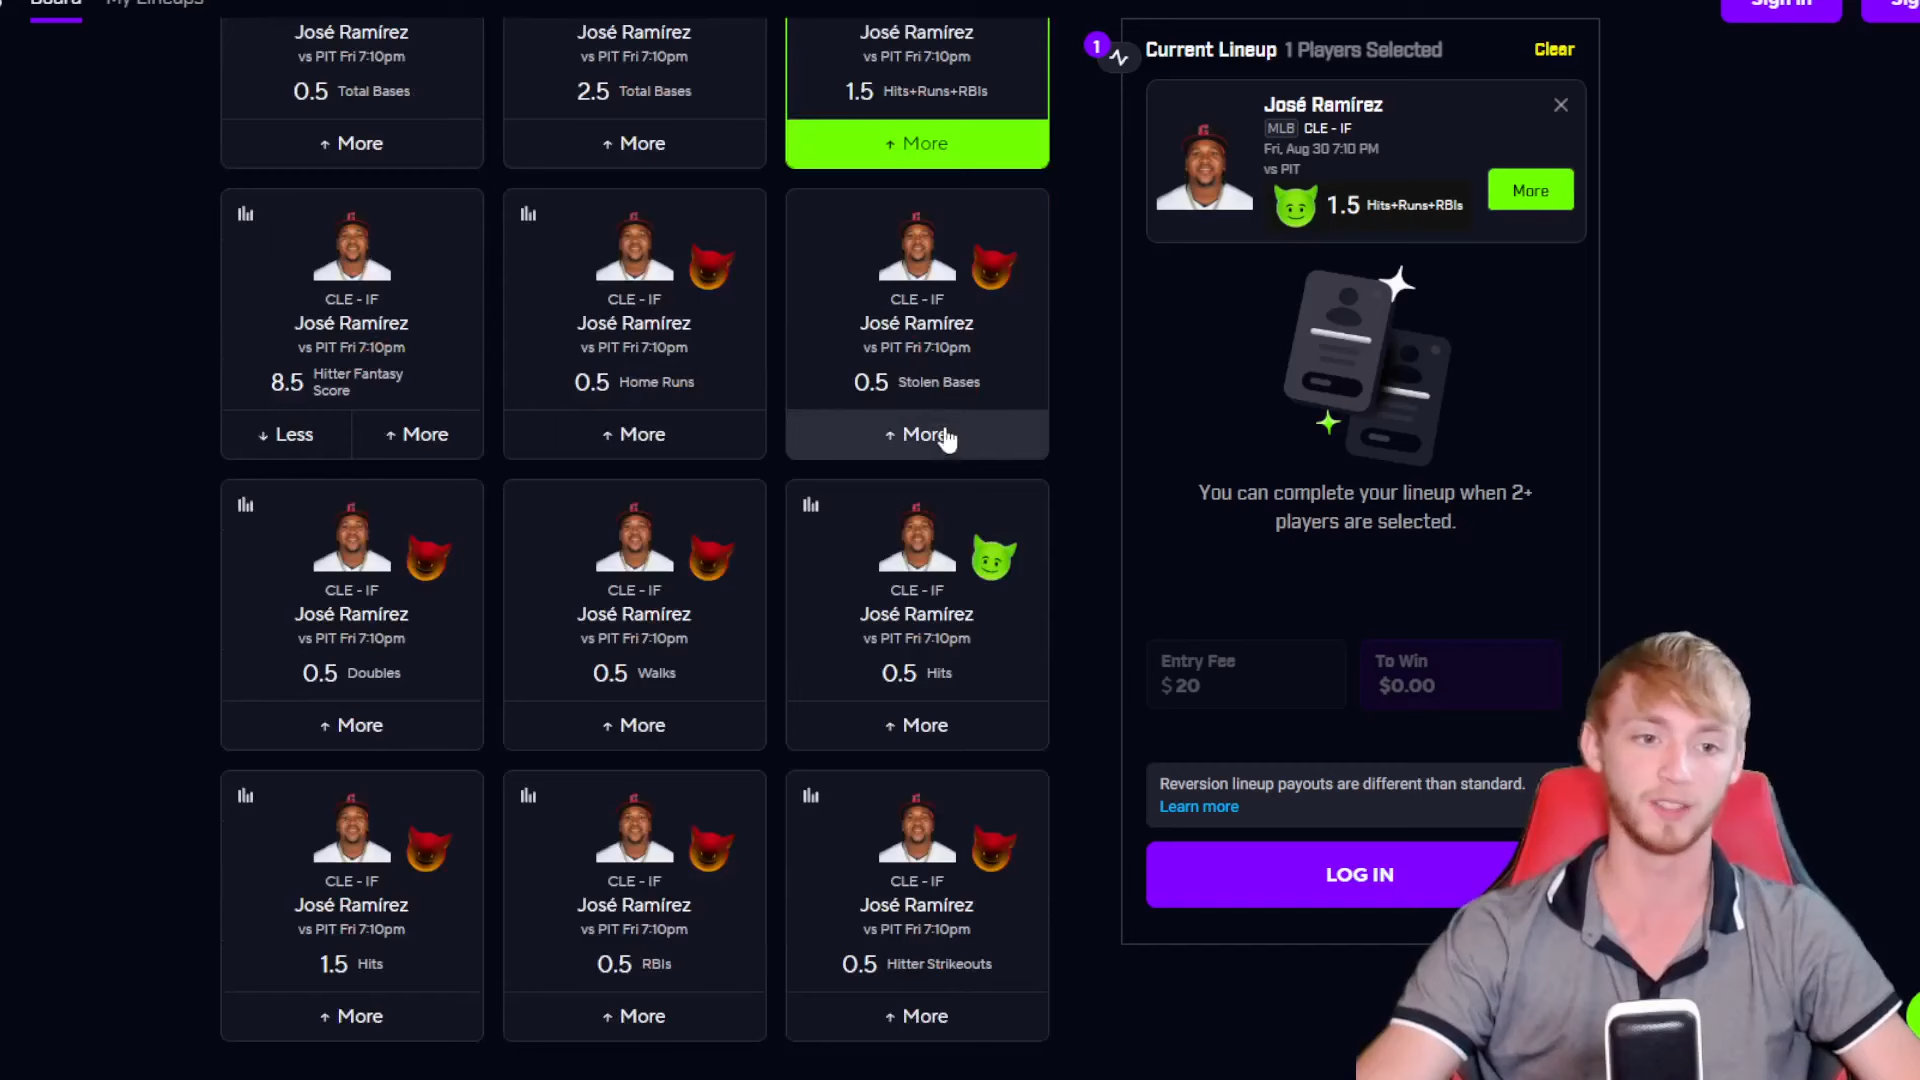 Board My Lineups
Sign In
José Ramírez
vs PIT Fri 7:10pm
0.5 Total Bases
↑ More
José Ramírez
vs PIT Fri 7:10pm
2.5 Total Bases
↑ More
José Ramírez
vs PIT Fri 7:10pm
1.5 Hits+Runs+RBIs
↑ More
CLE - IF
José Ramírez
vs PIT Fri 7:10pm
8.5 Hitter Fantasy
Score
↓ Less ↑ More
CLE - IF
José Ramírez
vs PIT Fri 7:10pm
0.5 Home Runs
↑ More
CLE - IF
José Ramírez
vs PIT Fri 7:10pm
0.5 Stolen Bases
↑ More
CLE - IF
José Ramírez
vs PIT Fri 7:10pm
0.5 Doubles
↑ More
CLE - IF
José Ramírez
vs PIT Fri 7:10pm
0.5 Walks
↑ More
CLE - IF
José Ramírez
vs PIT Fri 7:10pm
0.5 Hits
↑ More
CLE - IF
José Ramírez
vs PIT Fri 7:10pm
1.5 Hits
↑ More
CLE - IF
José Ramírez
vs PIT Fri 7:10pm
0.5 RBIs
↑ More
CLE - IF
José Ramírez
vs PIT Fri 7:10pm
0.5 Hitter Strikeouts
↑ More
1
Current Lineup 1 Players Selected Clear
José Ramírez
MLB CLE - IF
Fri, Aug 30 7:10 PM
vs PIT
1.5 Hits+Runs+RBIs
More
You can complete your lineup when 2+
players are selected.
Entry Fee
$ 20
To Win
$0.00
Reversion lineup payouts are different than standard.
Learn more
LOG IN